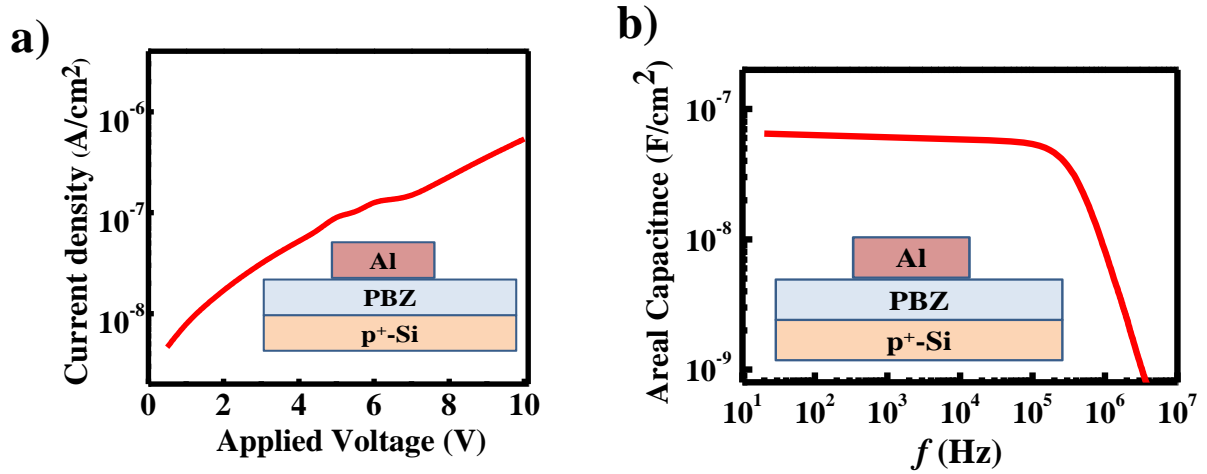 a)
Current density (A/cm²)
10⁻⁶
10⁻⁷
10⁻⁸
Al
PBZ
p⁺-Si
0 2 4 6 8 10
Applied Voltage (V)
b)
Areal Capacitnce (F/cm²)
10⁻⁷
10⁻⁸
10⁻⁹
Al
PBZ
p⁺-Si
10¹ 10² 10³ 10⁴ 10⁵ 10⁶ 10⁷
f (Hz)